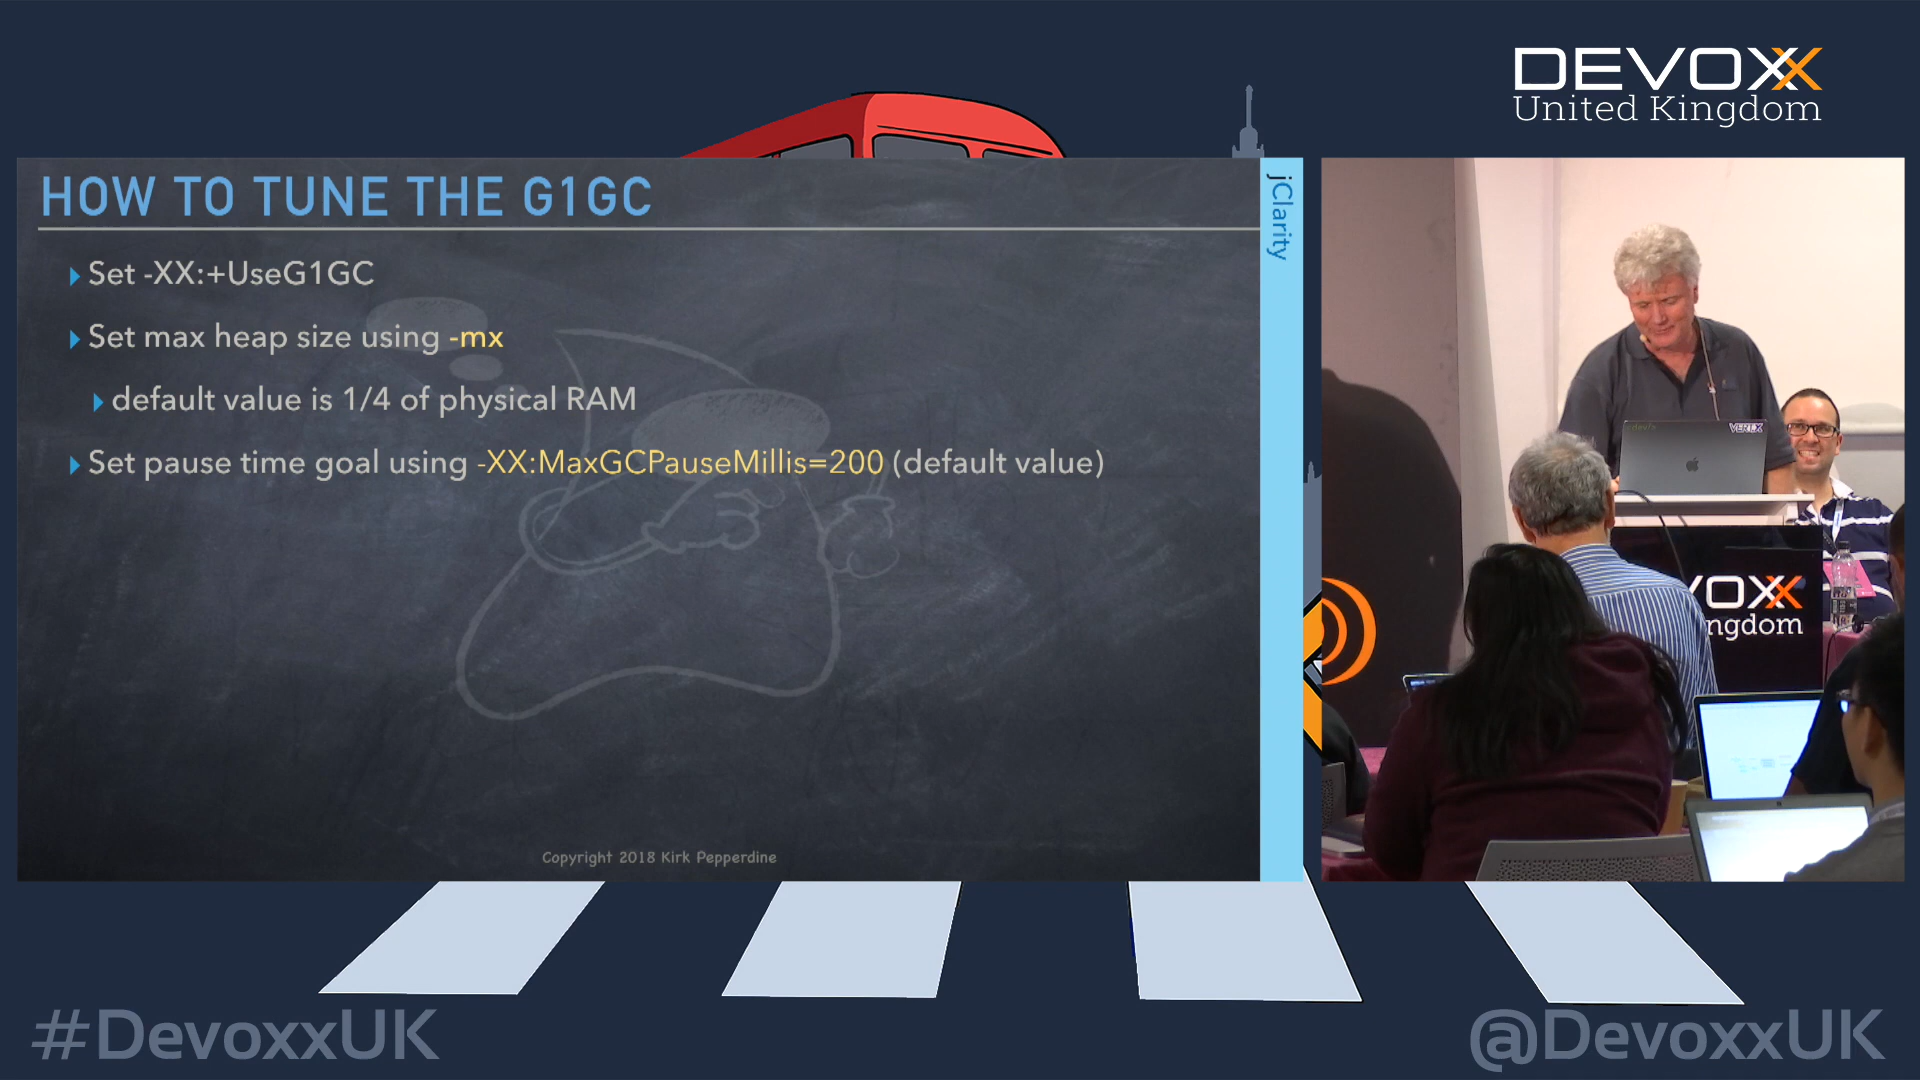 DEVOXX
United Kingdom
HOW TO TUNE THE G1GC
jClarity
Set -XX:+UseG1GC
Set max heap size using -mx
default value is 1/4 of physical RAM
Set pause time goal using -XX:MaxGCPauseMillis=200 (default value)
Copyright 2018 Kirk Pepperdine
VERT.X
VOXX
ngdom
#DevoxxUK
@DevoxxUK